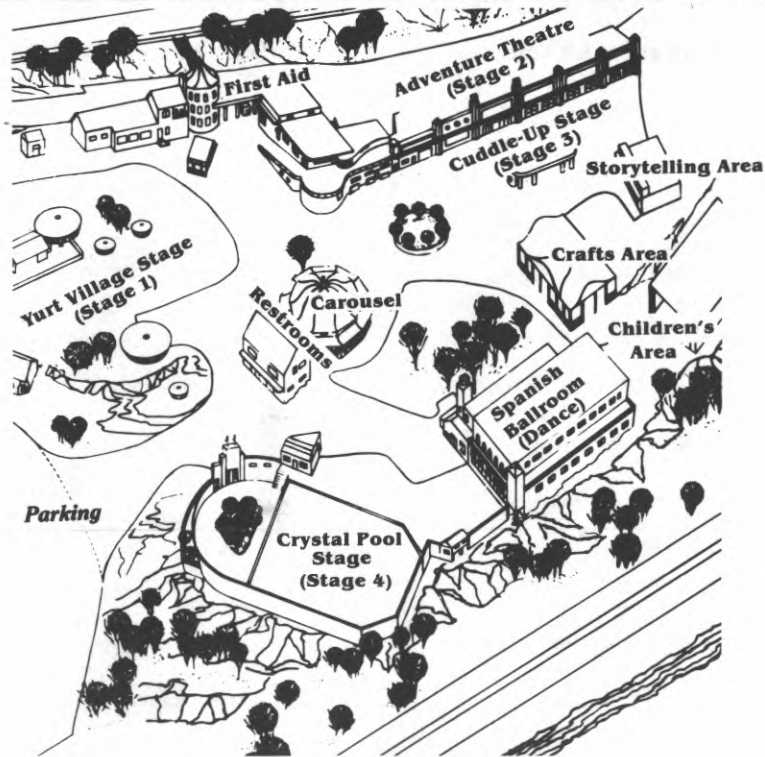 First Aid
Adventure Theatre
(Stage 2)
Cuddle-Up Stage
(Stage 3)
Storytelling Area
Yurt Village Stage
(Stage 1)
Crafts Area
Carousel
Restrooms
Children's
Area
Spanish
Ballroom
(Dance)
Parking
Crystal Pool
Stage
(Stage 4)